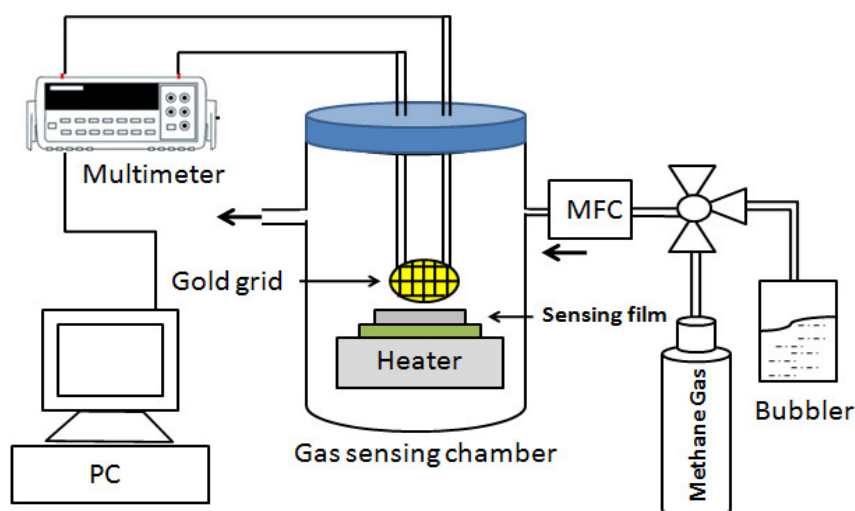 Multimeter
MFC
Gold grid
Sensing film
Heater
Methane Gas
Bubbler
Gas sensing chamber
PC